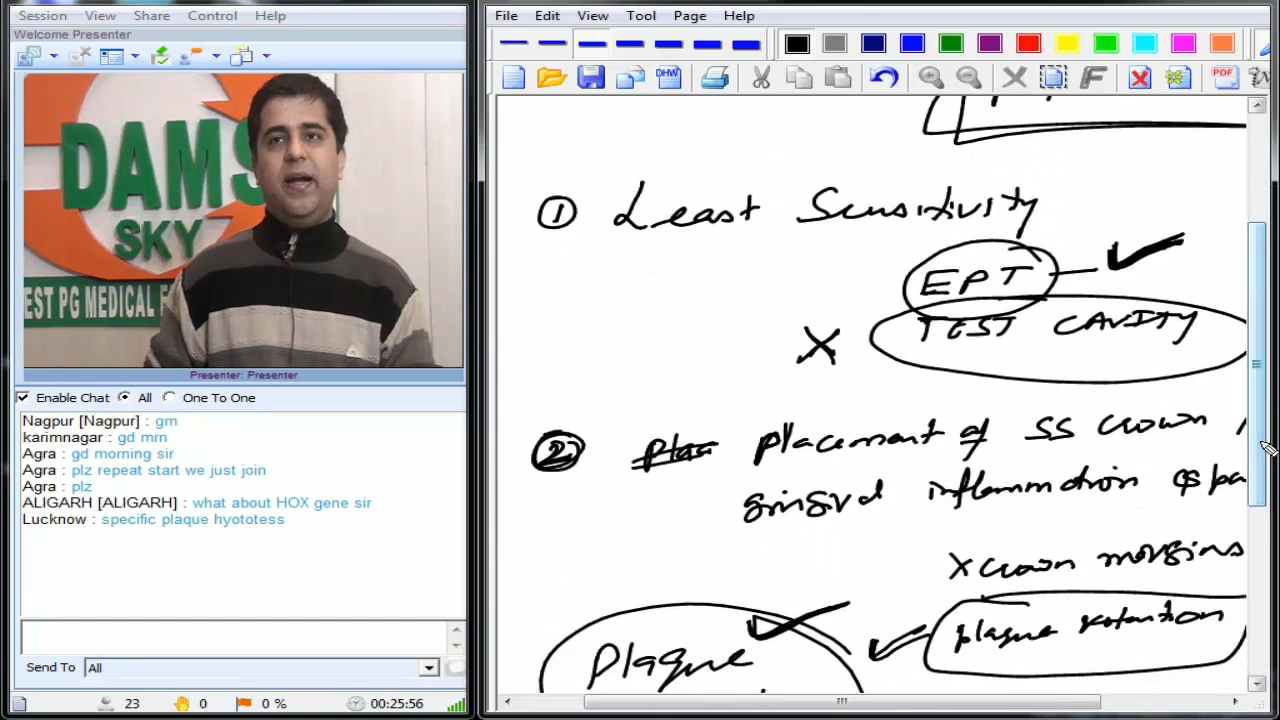 Session View Share Control Help
Welcome Presenter
DAMS
SKY
EST PG MEDICAL
Presenter: Presenter
Enable Chat All One To One
Nagpur [Nagpur] : gm
karimnagar : gd mrn
Agra : gd morning sir
Agra : plz repeat start we just join
Agra : plz
ALIGARH [ALIGARH] : what about HOX gene sir
Lucknow : specific plaque hyototess
Send To All
23 0 0 % 00:25:56
File Edit View Tool Page Help
PDF
① Least Sensitivity
EPT
X TEST CAVITY
② placement of SS crown
inflammation
X crown margins
plaque retention
Plaque